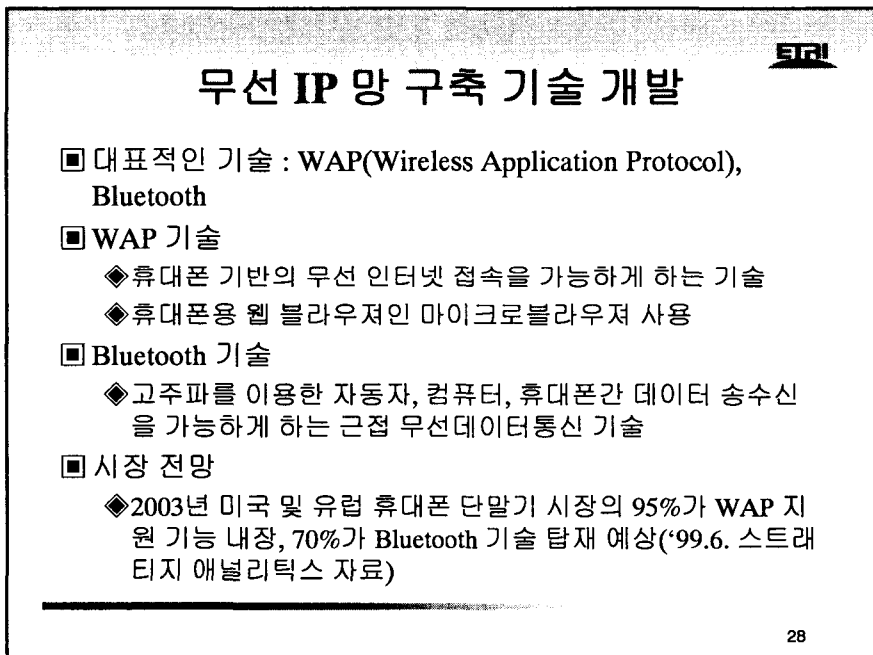 ETRI
무선 IP 망 구축 기술 개발
▣ 대표적인 기술 : WAP(Wireless Application Protocol),
Bluetooth
▣ WAP 기술
◈휴대폰 기반의 무선 인터넷 접속을 가능하게 하는 기술
◈휴대폰용 웹 블라우져인 마이크로블라우져 사용
▣ Bluetooth 기술
◈고주파를 이용한 자동자, 컴퓨터, 휴대폰간 데이터 송수신
을 가능하게 하는 근접 무선데이터통신 기술
▣ 시장 전망
◈2003년 미국 및 유럽 휴대폰 단말기 시장의 95%가 WAP 지
원 기능 내장, 70%가 Bluetooth 기술 탑재 예상(‘99.6. 스트래
티지 애널리틱스 자료)
28